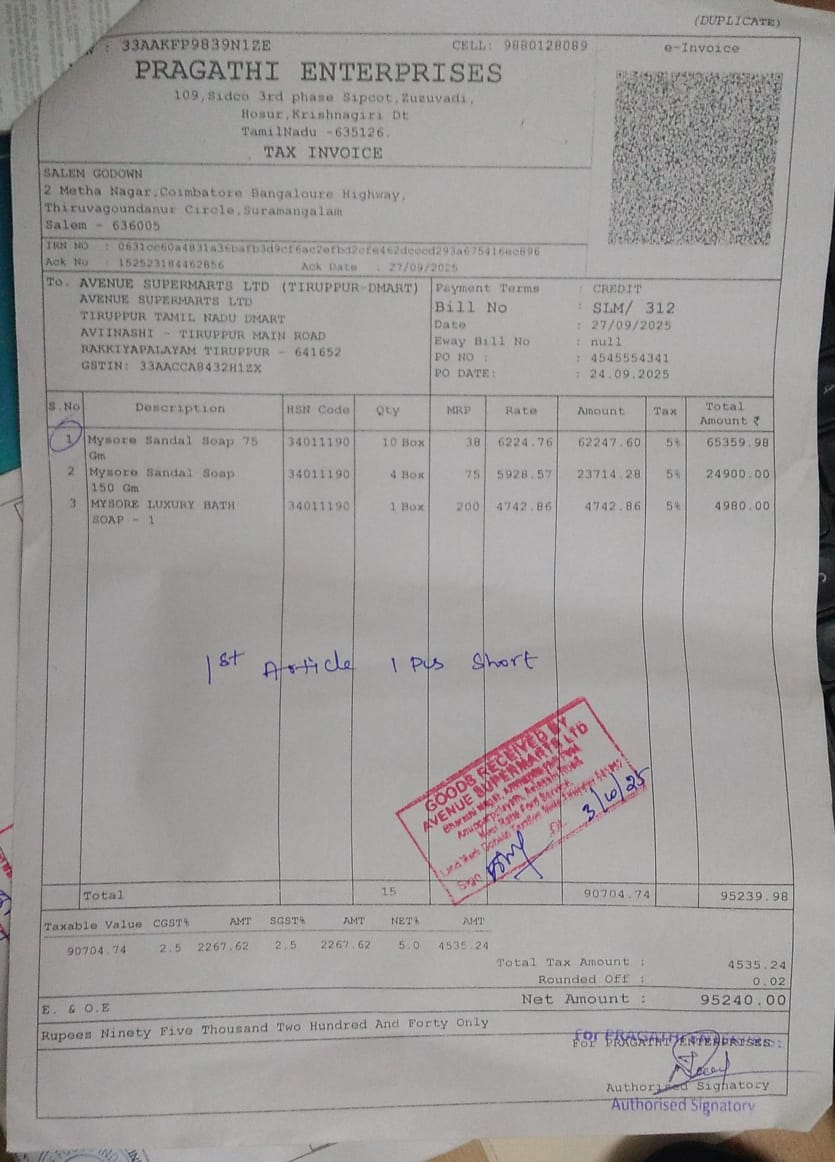 (DUPLICATE)
: 33AAKFP9839N1ZE CELL: 9880128089 e-Invoice
PRAGATHI ENTERPRISES
109,Sidco 3rd phase Sipcot,Zuzuvadi,
Hosur,Krishnagiri Dt
TamilNadu -635126.
TAX INVOICE
SALEM GODOWN
2 Metha Nagar,Coimbatore Bangaloure Highway,
Thiruvagoundanur Circle,Suramangalam
Salem - 636005
IRN NO :
Ack No : 152523184462856 Ack Date : 27/09/2025
To. AVENUE SUPERMARTS LTD (TIRUPPUR-DMART)
AVENUE SUPERMARTS LTD
TIRUPPUR TAMIL NADU DMART
AVIINASHI - TIRUPPUR MAIN ROAD
RAKKIYAPALAYAM TIRUPPUR - 641652
GSTIN: 33AACCA8432H1ZX
Payment Terms : CREDIT
Bill No : SLM/ 312
Date : 27/09/2025
Eway Bill No : null
PO NO : : 4545554341
PO DATE: : 24.09.2025
S.No Description HSN Code Qty MRP Rate Amount Tax Total Amount ₹
1 Mysore Sandal Soap 75 34011190 10 Box 38 6224.76 62247.60 5% 65359.98
Gm
2 Mysore Sandal Soap 34011190 4 Box 75 5928.57 23714.28 5% 24900.00
150 Gm
3 MYSORE LUXURY BATH 34011190 1 Box 200 4742.86 4742.86 5% 4980.00
SOAP - 1
1st Article 1 Pcs Short
GOODS RECEIVED BY
AVENUE SUPERMARTS LTD
Sign
Dt. 3/10/25
Total 15 90704.74 95239.98
Taxable Value CGST% AMT SGST% AMT NET% AMT
90704.74 2.5 2267.62 2.5 2267.62 5.0 4535.24
Total Tax Amount : 4535.24
Rounded Off : 0.02
Net Amount : 95240.00
E. & O.E
Rupees Ninety Five Thousand Two Hundred And Forty Only
For PRAGATHI ENTERPRISES
For PRAGATHI ENTERPRISES:
Authorised Signatory
Authorised Signatory